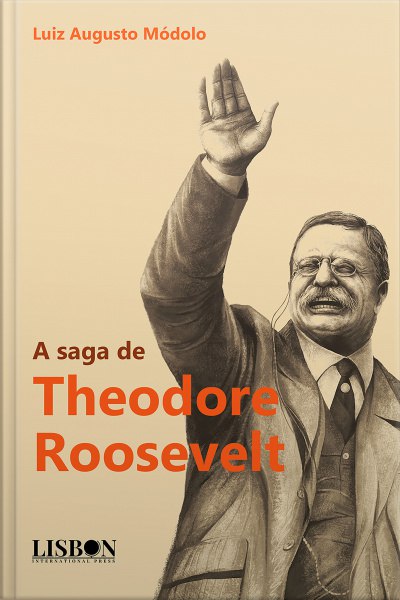 Luiz Augusto Módolo
A saga de
Theodore
Roosevelt
LISBON
INTERNATIONAL PRESS